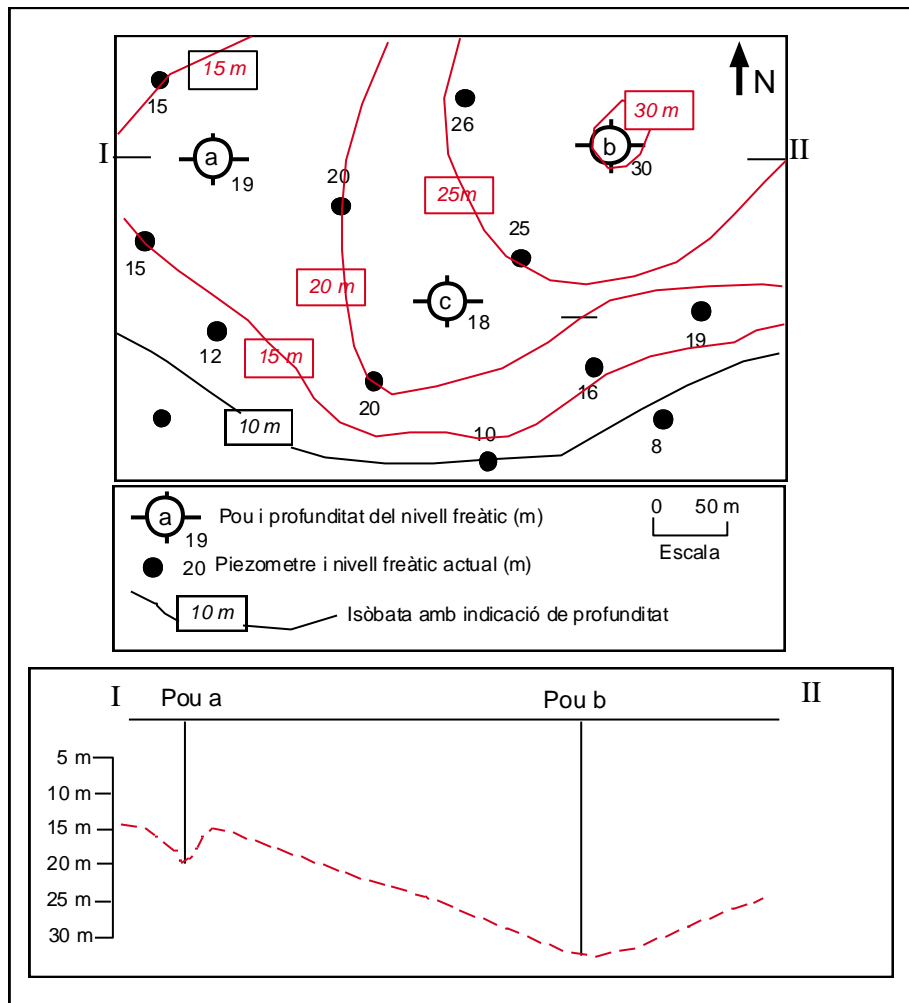 15 m
N
15
I
a
19
26
30 m
b
30
II
20
25m
15
25
20 m
c
18
12
15 m
19
16
20
10 m
10
8
a
19
Pou i profunditat del nivell freàtic (m)
0 50 m
Escala
20 Piezometre i nivell freàtic actual (m)
10 m
Isòbata amb indicació de profunditat
I
Pou a
Pou b
II
5 m
10 m
15 m
20 m
25 m
30 m